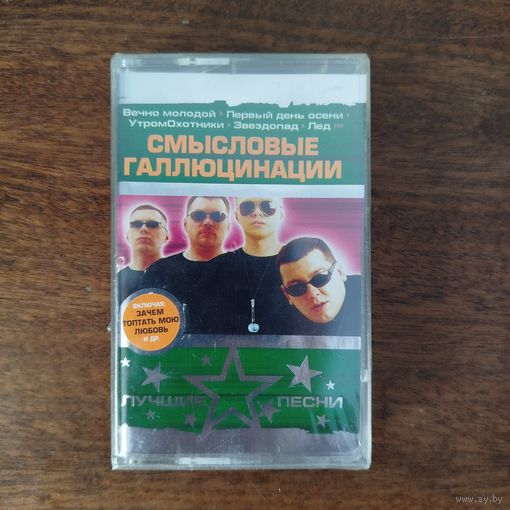 Вечно молодой • Первый день осени •
УтромОхотники • Звездопад • Лед •••
СМЫСЛОВЫЕ
ГАЛЛЮЦИНАЦИИ
ВКЛЮЧАЯ:
ЗАЧЕМ
ТОПТАТЬ МОЮ
ЛЮБОВЬ
И ДР.
ЛУЧШИЕ ПЕСНИ
www.ay.by